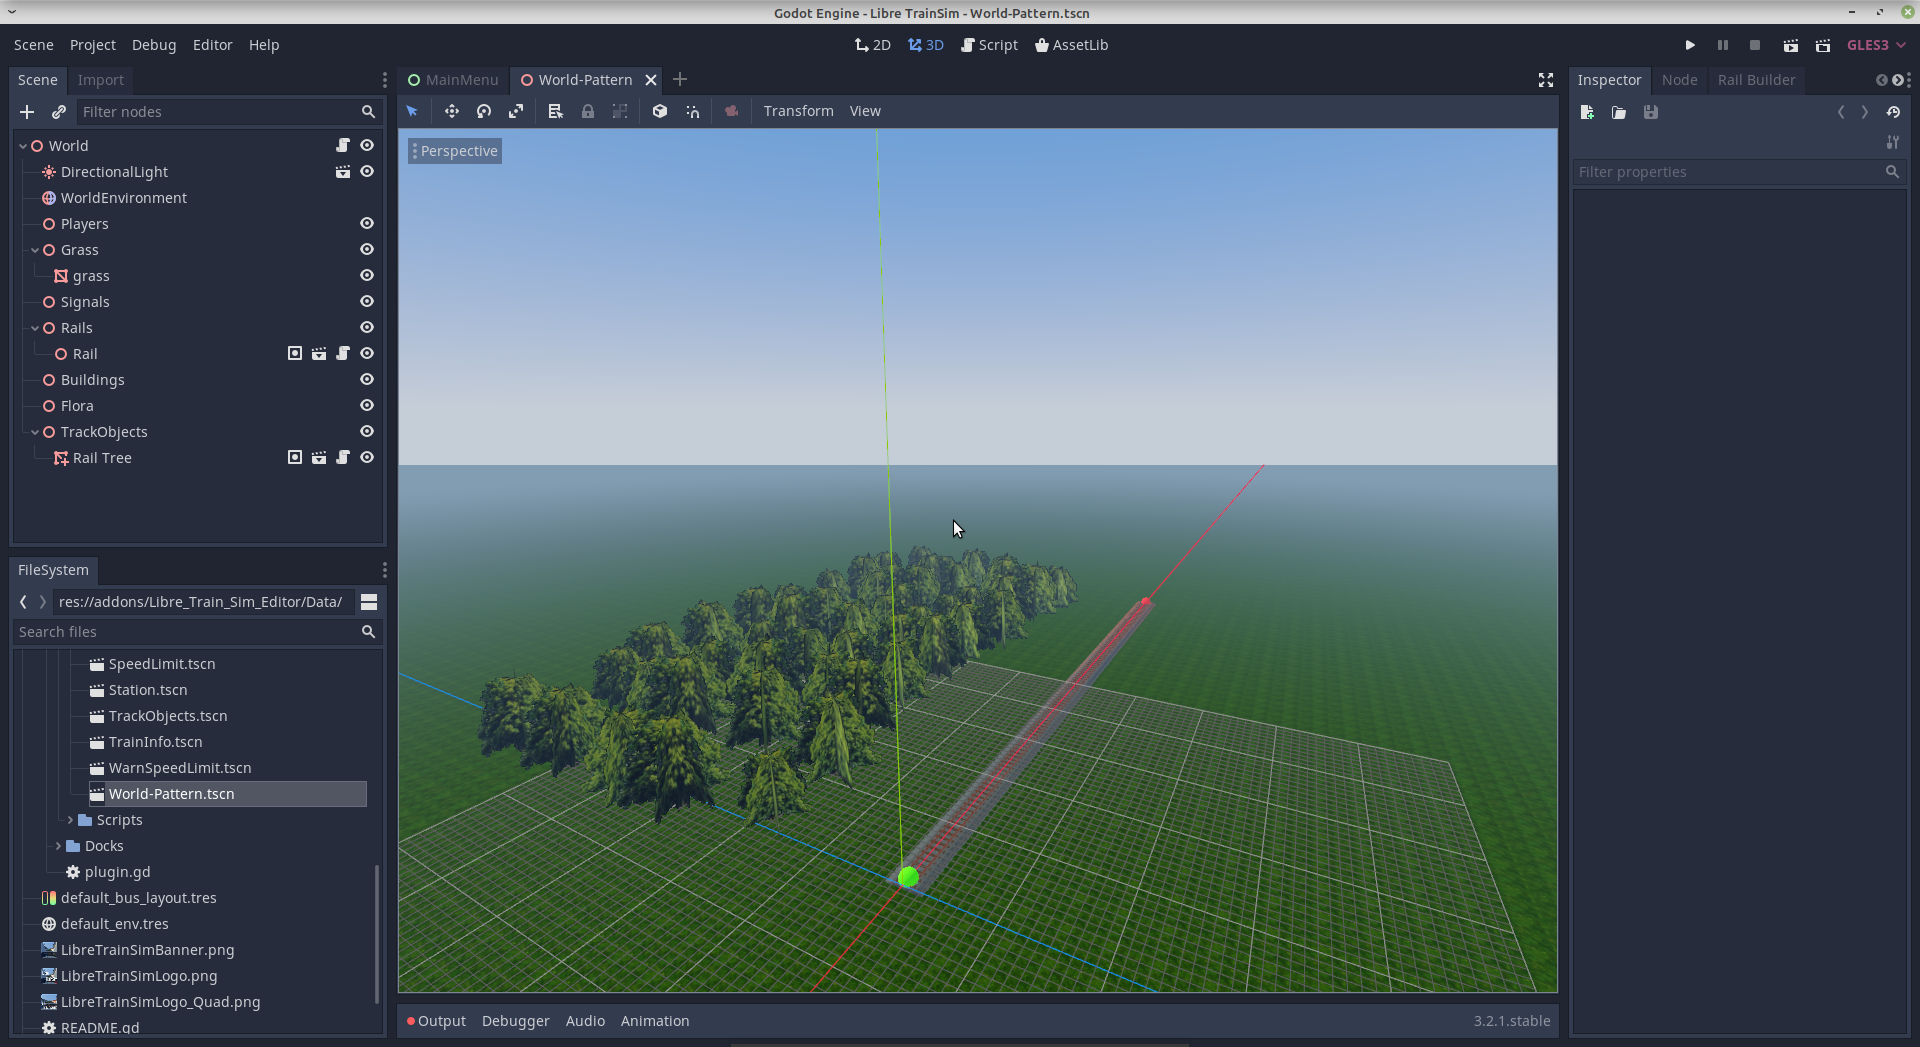 Godot Engine - Libre TrainSim - World-Pattern.tscn
Scene Project Debug Editor Help
2D 3D Script AssetLib
GLES3
Scene Import
Filter nodes
World
DirectionalLight
WorldEnvironment
Players
Grass
grass
Signals
Rails
Rail
Buildings
Flora
TrackObjects
Rail Tree
FileSystem
res://addons/Libre_Train_Sim_Editor/Data/
Search files
SpeedLimit.tscn
Station.tscn
TrackObjects.tscn
TrainInfo.tscn
WarnSpeedLimit.tscn
World-Pattern.tscn
Scripts
Docks
plugin.gd
default_bus_layout.tres
default_env.tres
LibreTrainSimBanner.png
LibreTrainSimLogo.png
LibreTrainSimLogo_Quad.png
README.gd
MainMenu World-Pattern
Transform View
Perspective
Output Debugger Audio Animation
3.2.1.stable
Inspector Node Rail Builder
Filter properties